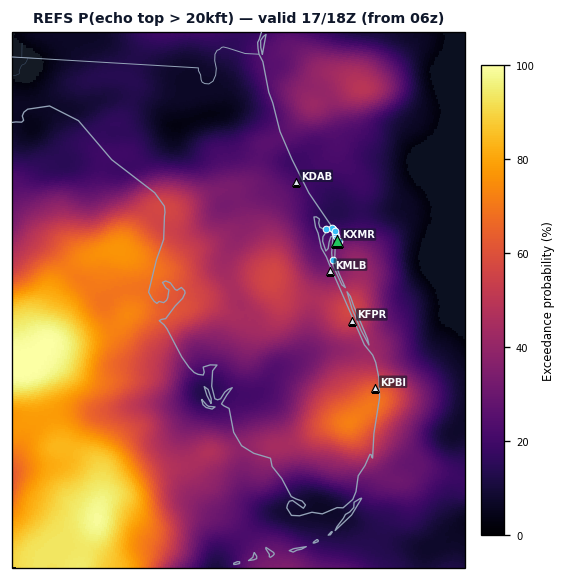 REFS P(echo top > 20kft) — valid 17/18Z (from 06z)
KDAB
KXMR
KMLB
KFPR
KPBI
100
80
60
40
20
0
Exceedance probability (%)